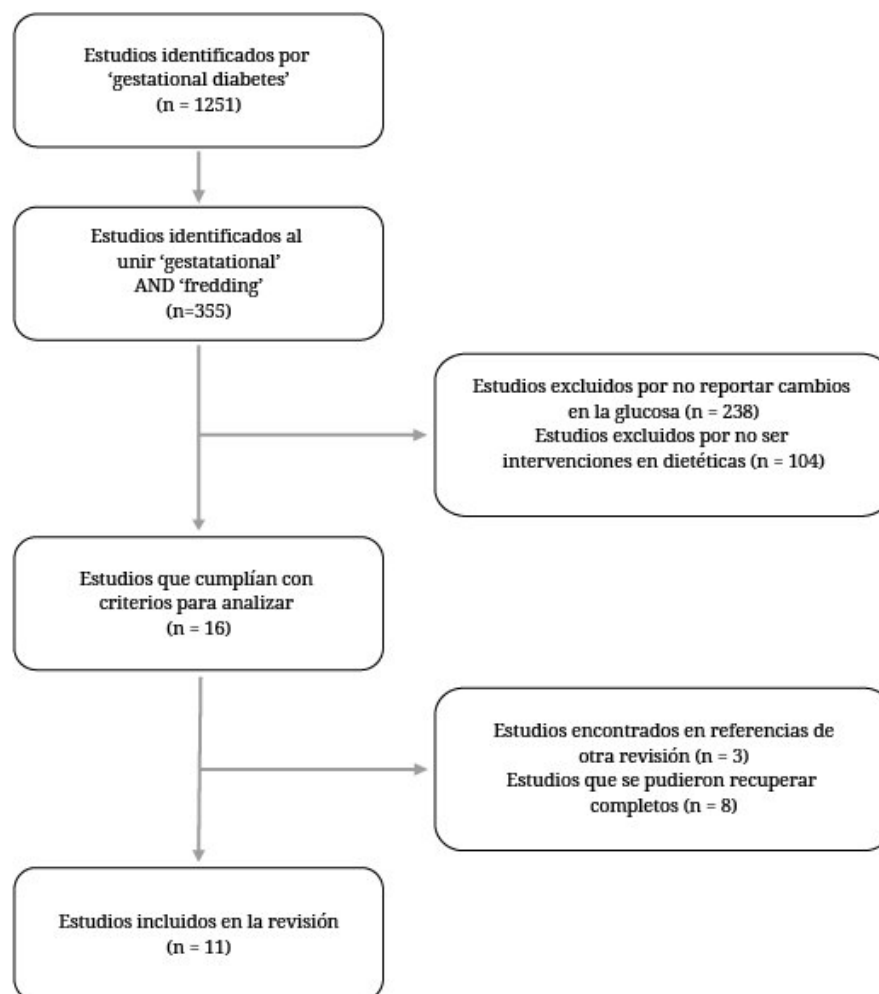 Estudios identificados por
‘gestational diabetes’
(n = 1251)
Estudios identificados al
unir ‘gestatational’
AND ‘fredding’
(n=355)
Estudios excluidos por no reportar cambios
en la glucosa (n = 238)
Estudios excluidos por no ser
intervenciones en dietéticas (n = 104)
Estudios que cumplían con
criterios para analizar
(n = 16)
Estudios encontrados en referencias de
otra revisión (n = 3)
Estudios que se pudieron recuperar
completos (n = 8)
Estudios incluidos en la revisión
(n = 11)